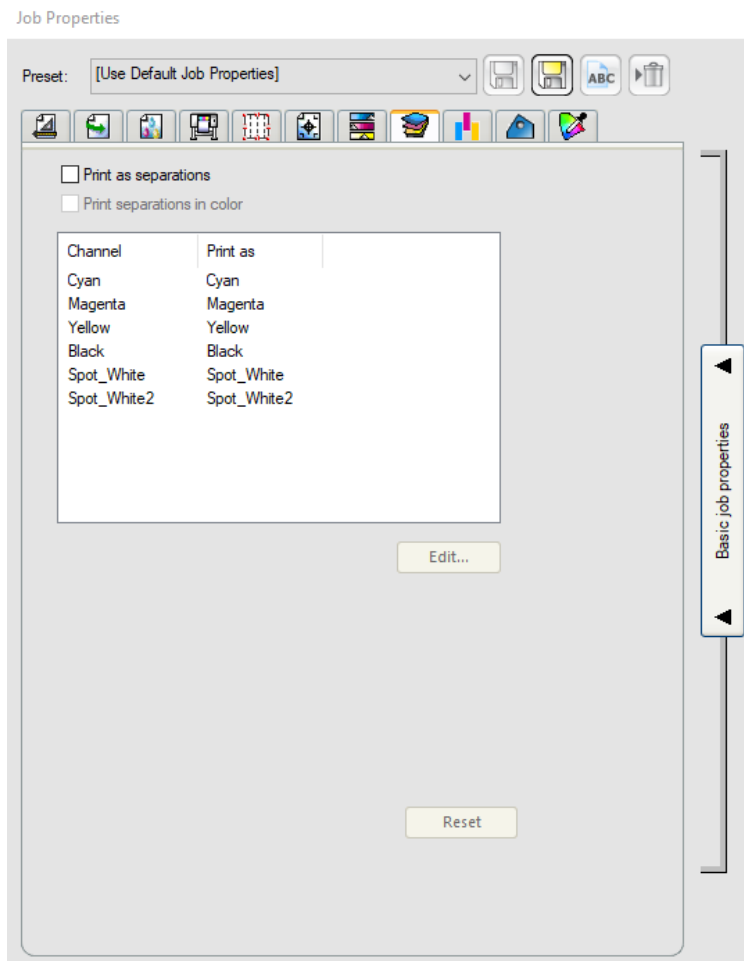 Job Properties
Preset: [Use Default Job Properties]
ABC
Print as separations
Print separations in color
Channel Print as
Cyan Cyan
Magenta Magenta
Yellow Yellow
Black Black
Spot_White Spot_White
Spot_White2 Spot_White2
Edit...
Reset
Basic job properties